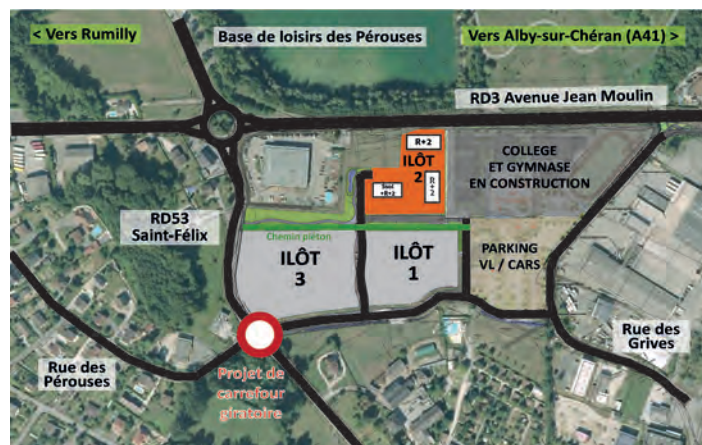 < Vers Rumilly
Base de loisirs des Pérouses
Vers Alby-sur-Chéran (A41) >
RD3 Avenue Jean Moulin
R+2
ILÔT
2
R+2
+R+2
COLLEGE
ET GYMNASE
EN CONSTRUCTION
RD53
Saint-Félix
Chemin piéton
ILÔT
3
ILÔT
1
PARKING
VL / CARS
Rue des
Pérouses
Projet de
carrefour
giratoire
Rue des
Grives